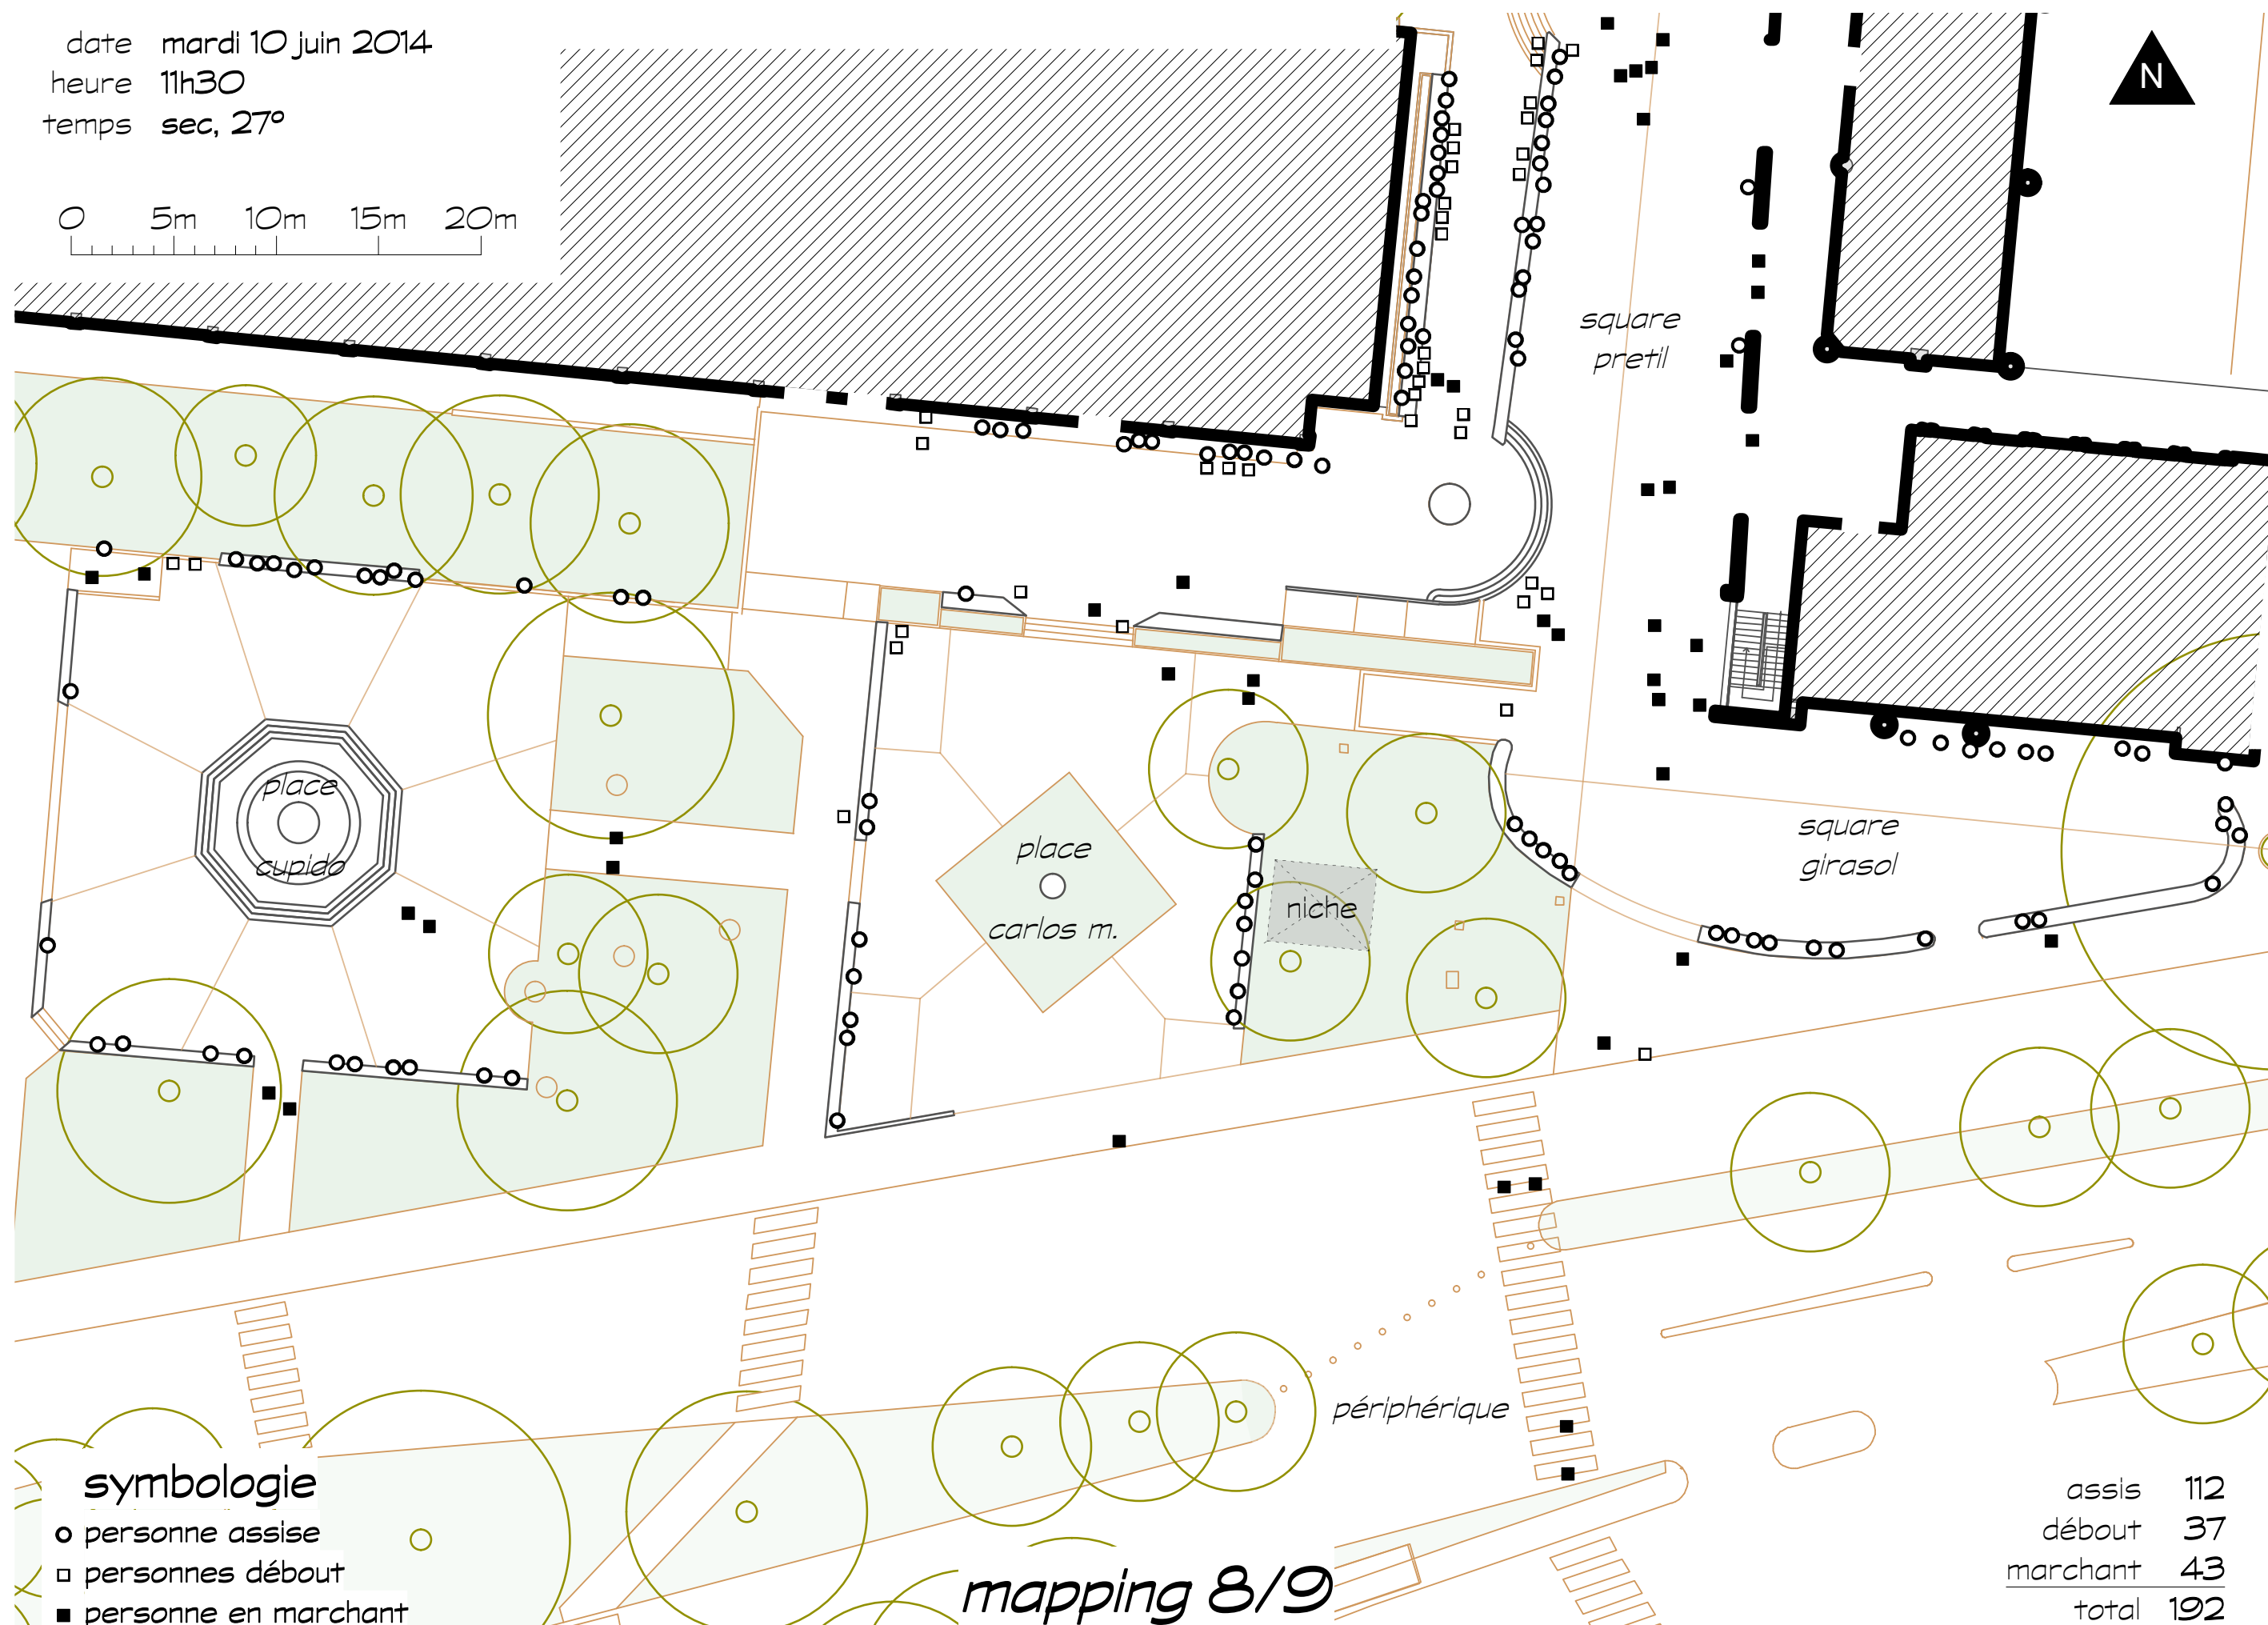 date mardi 10 juin 2014
heure 11h30
temps sec, 27°
0 5m 10m 15m 20m
N
square
pretil
place
cupido
place
carlos m.
niche
square
girasol
périphérique
symbologie
personne assise
personnes débout
personne en marchant
mapping 8/9
assis 112
débout 37
marchant 43
total 192